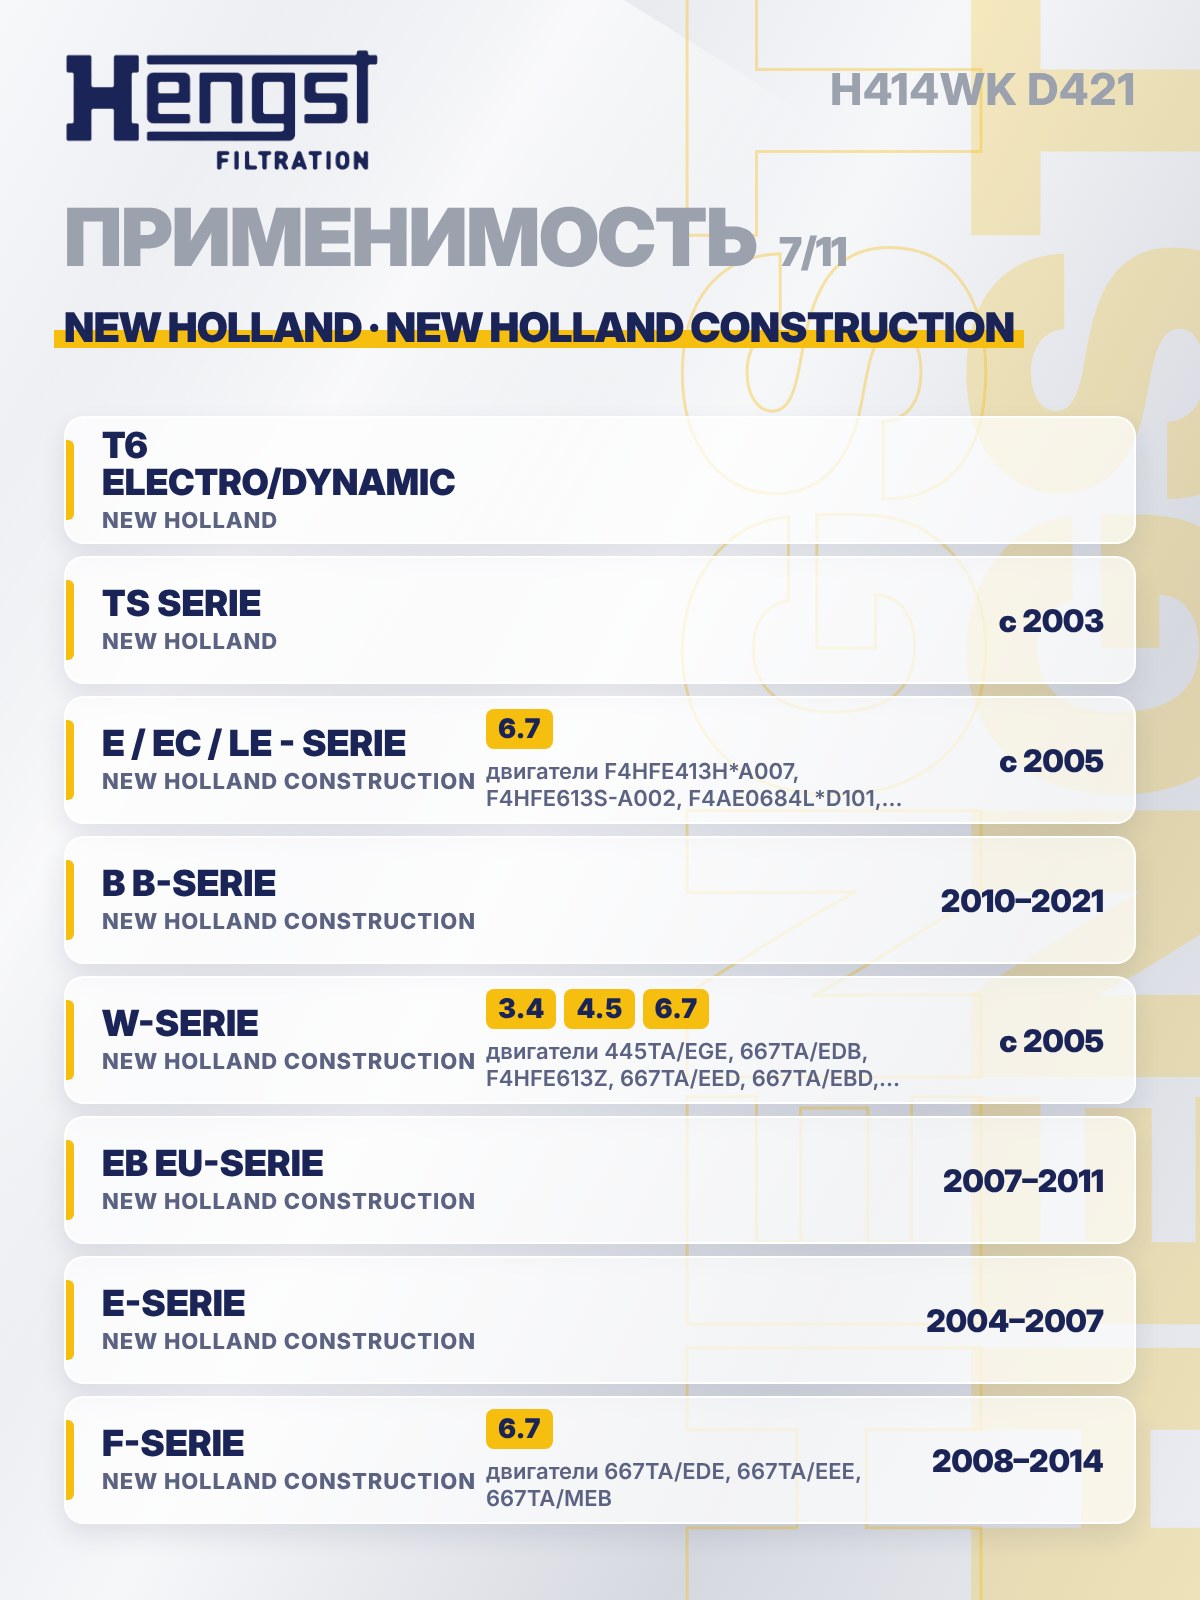 Hengst
FILTRATION
H414WK D421
ПРИМЕНИМОСТЬ 7/11
NEW HOLLAND · NEW HOLLAND CONSTRUCTION
T6
ELECTRO/DYNAMIC
NEW HOLLAND
TS SERIE
NEW HOLLAND
с 2003
E / EC / LE - SERIE
NEW HOLLAND CONSTRUCTION
6.7
двигатели F4HFE413H*A007,
F4HFE613S-A002, F4AE0684L*D101,...
с 2005
B B-SERIE
NEW HOLLAND CONSTRUCTION
2010–2021
W-SERIE
NEW HOLLAND CONSTRUCTION
3.4 4.5 6.7
двигатели 445TA/EGE, 667TA/EDB,
F4HFE613Z, 667TA/EED, 667TA/EBD,...
с 2005
EB EU-SERIE
NEW HOLLAND CONSTRUCTION
2007–2011
E-SERIE
NEW HOLLAND CONSTRUCTION
2004–2007
F-SERIE
NEW HOLLAND CONSTRUCTION
6.7
двигатели 667TA/EDE, 667TA/EEE,
667TA/MEB
2008–2014
HENGST
HENGST